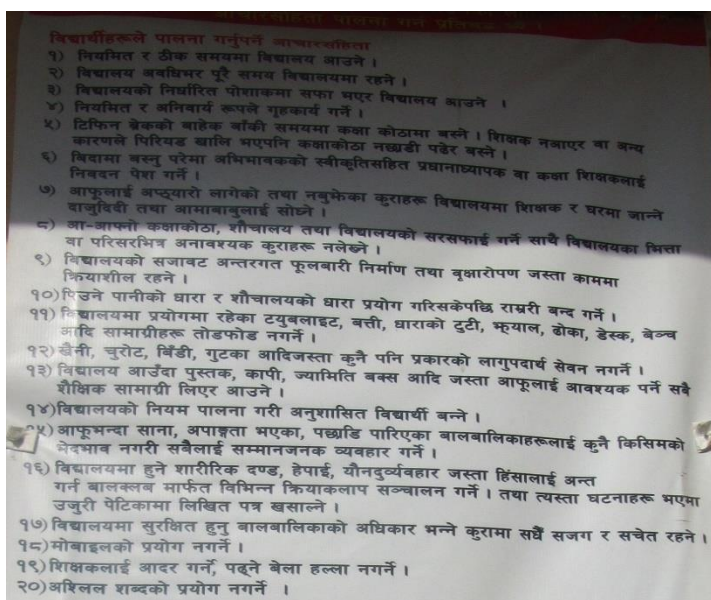 आचारसंहिता पालना गर्ने
विद्यार्थीहरूले पालना गर्नुपर्ने आचारसंहिता
१) नियमित र ठीक समयमा विद्यालय आउने ।
२) विद्यालय अवधिभर पूरै समय विद्यालयमा रहने ।
३) विद्यालयको निर्धारित पोशाकमा सफा भएर विद्यालय आउने ।
४) नियमित र अनिवार्य रूपले गृहकार्य गर्ने ।
५) टिफिन ब्रेकको बाहेक बाँकी समयमा कक्षा कोठामा बस्ने । शिक्षक नआएर वा अन्य
कारणले पिरियड खालि भएपनि कक्षाकोठा नछाडी पढेर बस्ने ।
६) बिदामा बस्नु परेमा अभिभावकको स्वीकृतिसहित प्रधानाध्यापक वा कक्षा शिक्षकलाई
निवदन पेश गर्ने ।
७) आफूलाई अप्ठ्यारो लागेको तथा नबुझेका कुराहरू विद्यालयमा शिक्षक र घरमा जान्ने
दाजुदिदी तथा आमाबाबुलाई सोध्ने ।
८) आ-आफ्नो कक्षाकोठा, शौचालय तथा विद्यालयको सरसफाई गर्ने साथै विद्यालयका भित्ता
वा परिसरभित्र अनावश्यक कुराहरू नलेख्ने ।
९) विद्यालयको सजावट अन्तरगत फूलबारी निर्माण तथा वृक्षारोपण जस्ता काममा
क्रियाशील रहने ।
१०)पिउने पानीको धारा र शौचालयको धारा प्रयोग गरिसकेपछि राम्ररी बन्द गर्ने ।
११) विद्यालयमा प्रयोगमा रहेका टयुबलाइट, बत्ती, धाराको टुटी, झ्याल, ढोका, डेस्क, बेञ्च
आदि सामाग्रीहरू तोडफोड नगर्ने ।
१२)खैनी, चुरोट, बिँडी, गुटका आदिजस्ता कुनै पनि प्रकारको लागुपदार्थ सेवन नगर्ने ।
१३) विद्यालय आउँदा पुस्तक, कापी, ज्यामिति बक्स आदि जस्ता आफूलाई आवश्यक पर्ने सबै
शैक्षिक सामाग्री लिएर आउने ।
१४)विद्यालयको नियम पालना गरी अनुशासित विद्यार्थी बन्ने ।
१५)आफूभन्दा साना, अपाङ्गता भएका, पछाडि पारिएका बालबालिकाहरूलाई कुनै किसिमको
भेदभाव नगरी सबैलाई सम्मानजनक व्यवहार गर्ने ।
१६) विद्यालयमा हुने शारीरिक दण्ड, हेपाई, यौनदुर्व्यवहार जस्ता हिंसालाई अन्त
गर्न बालक्लब मार्फत विभिन्न क्रियाकलाप सञ्चालन गर्ने । तथा त्यस्ता घटनाहरू भएमा
उजुरी पेटिकामा लिखित पत्र खसाल्ने ।
१७)विद्यालयमा सुरक्षित हुनु बालबालिकाको अधिकार भन्ने कुरामा सधैँ सजग र सचेत रहने ।
१८)मोबाइलको प्रयोग नगर्ने ।
१९)शिक्षकलाई आदर गर्ने, पढ्ने बेला हल्ला नगर्ने ।
२०)अश्लिल शब्दको प्रयोग नगर्ने ।